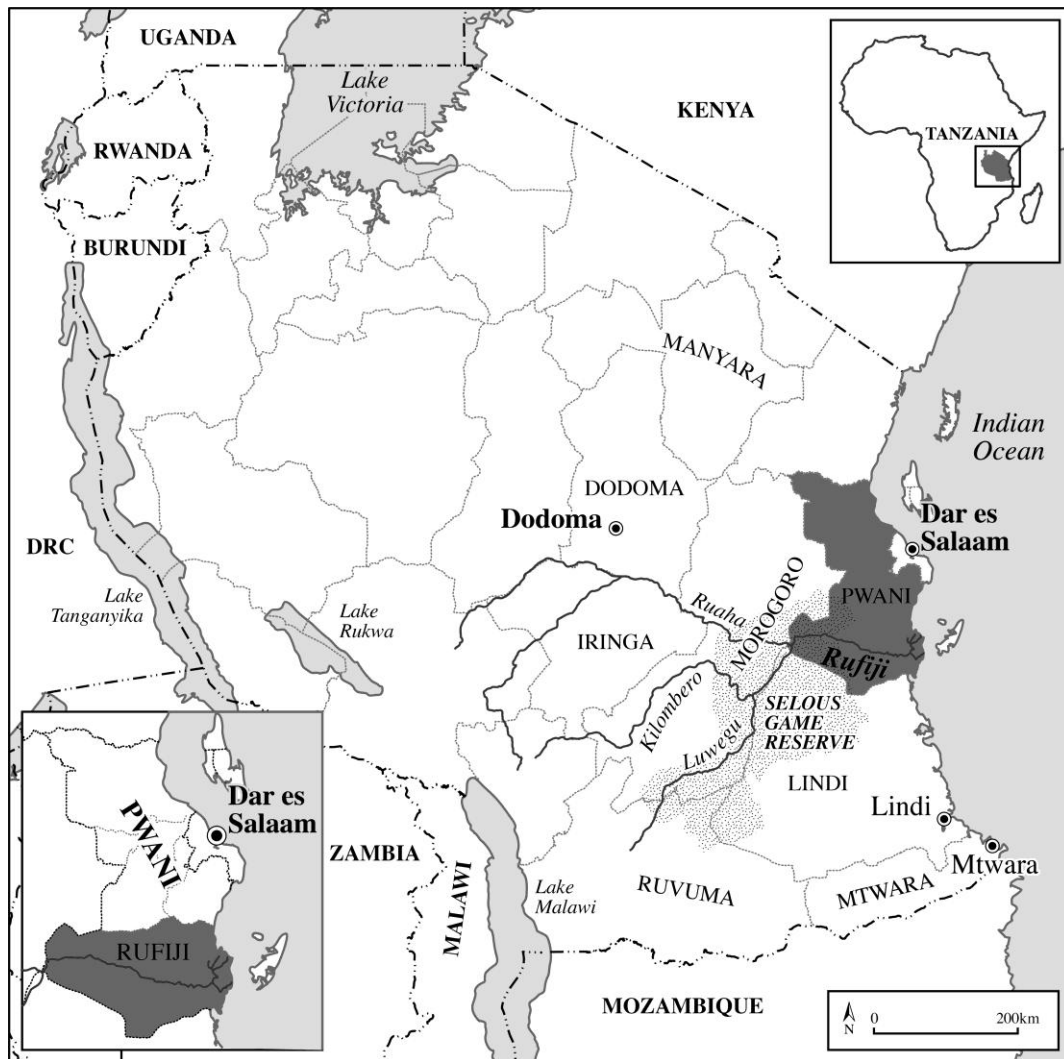 UGANDA
Lake
Victoria
KENYA
RWANDA
BURUNDI
TANZANIA
MANYARA
Indian
Ocean
DODOMA
Dodoma
Dar es
Salaam
DRC
Lake
Tanganyika
Lake
Rukwa
Ruaha
MOROGORO
PWANI
IRINGA
Rufiji
Kilombero
SELOUS
GAME
RESERVE
Luwegu
LINDI
Lindi
Mtwara
PWANI
Dar es
Salaam
RUFIJI
ZAMBIA
MALAWI
Lake
Malawi
RUVUMA
MTWARA
MOZAMBIQUE
N
0 200km